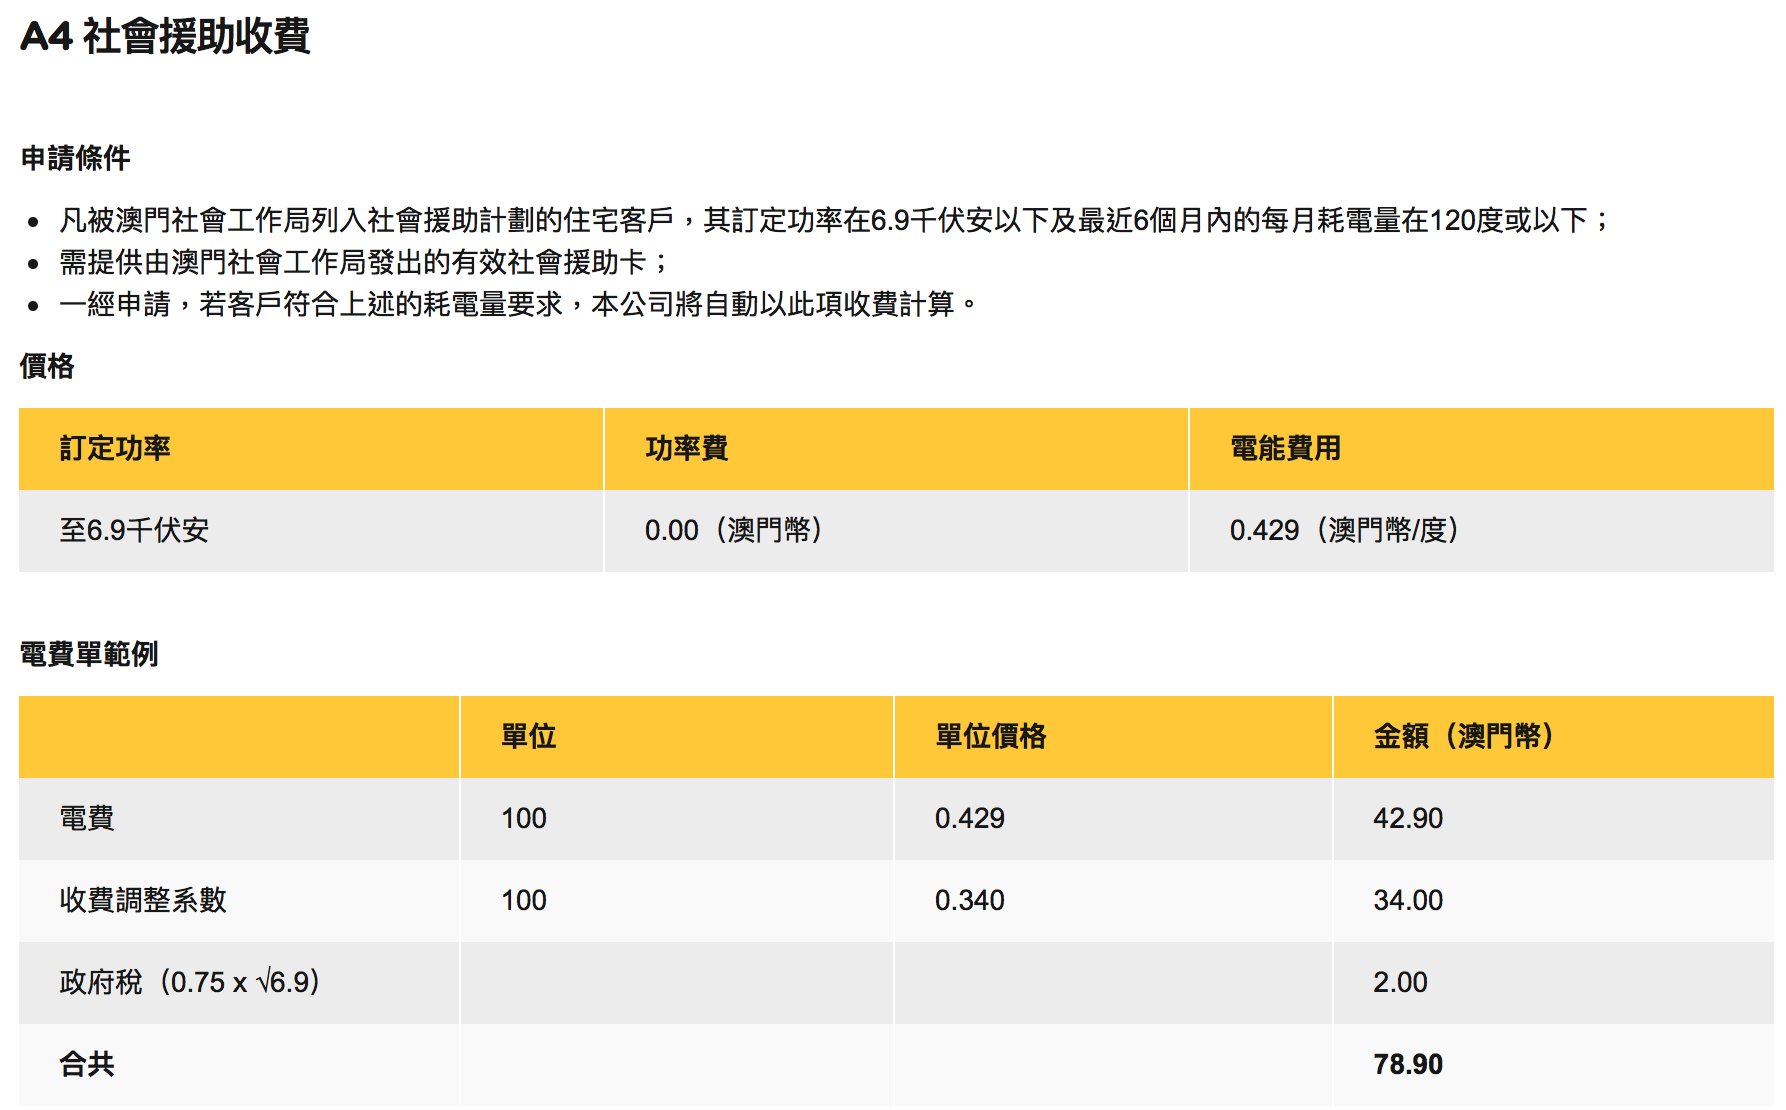 A4 社會援助收費
申請條件
• 凡被澳門社會工作局列入社會援助計劃的住宅客戶，其訂定功率在6.9千伏安以下及最近6個月內的每月耗電量在120度或以下；
• 需提供由澳門社會工作局發出的有效社會援助卡；
• 一經申請，若客戶符合上述的耗電量要求，本公司將自動以此項收費計算。
價格
訂定功率 功率費 電能費用
至6.9千伏安 0.00（澳門幣） 0.429（澳門幣/度）
電費單範例
單位 單位價格 金額（澳門幣）
電費 100 0.429 42.90
收費調整系數 100 0.340 34.00
政府稅（0.75 x √6.9） 2.00
合共 78.90